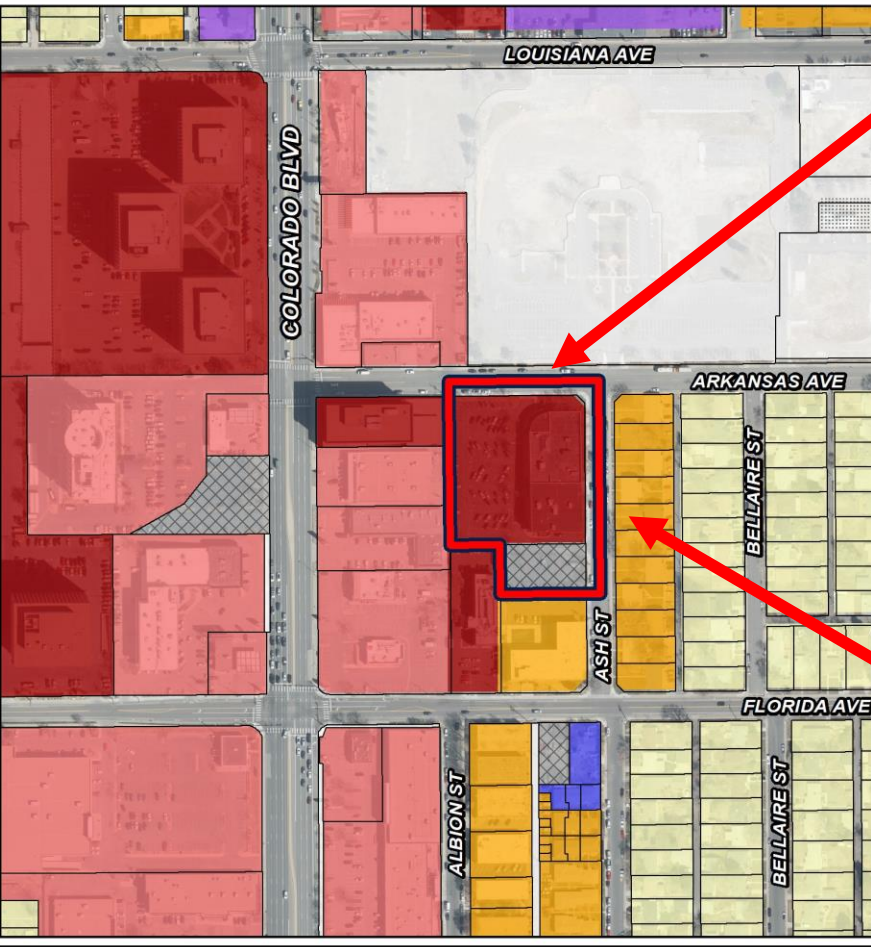 LOUISIANA AVE
COLORADO BLVD
ARKANSAS AVE
BELLAIRE ST
ASH ST
FLORIDA AVE
ALBION ST
BELLAIRE ST